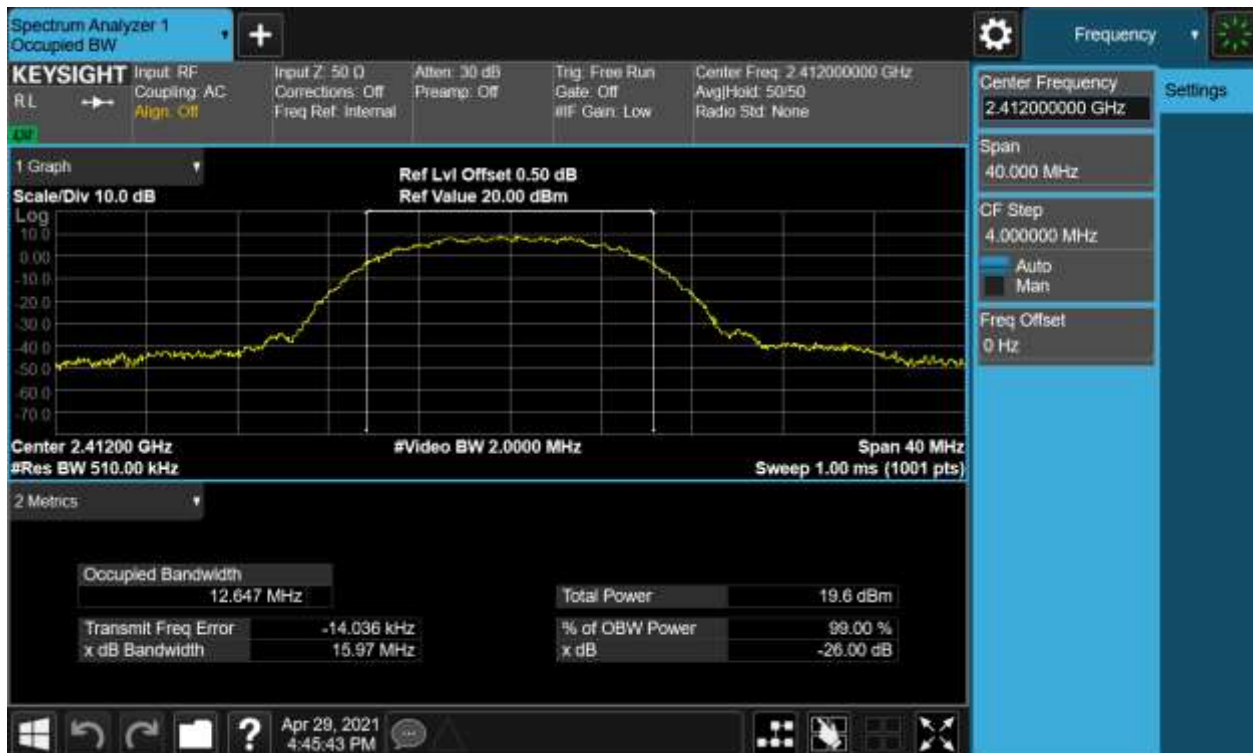 Spectrum Analyzer 1
Occupied BW
+
Frequency
KEYSIGHT
RL
Input: RF
Coupling: AC
Align: Off
Input Z: 50 Ω
Corrections: Off
Freq Ref: Internal
Atten: 30 dB
Preamp: Off
Trig: Free Run
Gate: Off
#IF Gain: Low
Center Freq: 2.412000000 GHz
Avg|Hold: 50/50
Radio Std: None
Center Frequency
2.412000000 GHz
Settings
Span
40.000 MHz
CF Step
4.000000 MHz
Auto
Man
Freq Offset
0 Hz
1 Graph
Scale/Div 10.0 dB
Ref Lvl Offset 0.50 dB
Ref Value 20.00 dBm
Log
10.0
0.00
-10.0
-20.0
-30.0
-40.0
-50.0
-60.0
-70.0
Center 2.41200 GHz
#Video BW 2.0000 MHz
Span 40 MHz
#Res BW 510.00 kHz
Sweep 1.00 ms (1001 pts)
2 Metrics
Occupied Bandwidth
12.647 MHz
Total Power 19.6 dBm
Transmit Freq Error -14.036 kHz
% of OBW Power 99.00 %
x dB Bandwidth 15.97 MHz
x dB -26.00 dB
?
Apr 29, 2021
4:45:43 PM